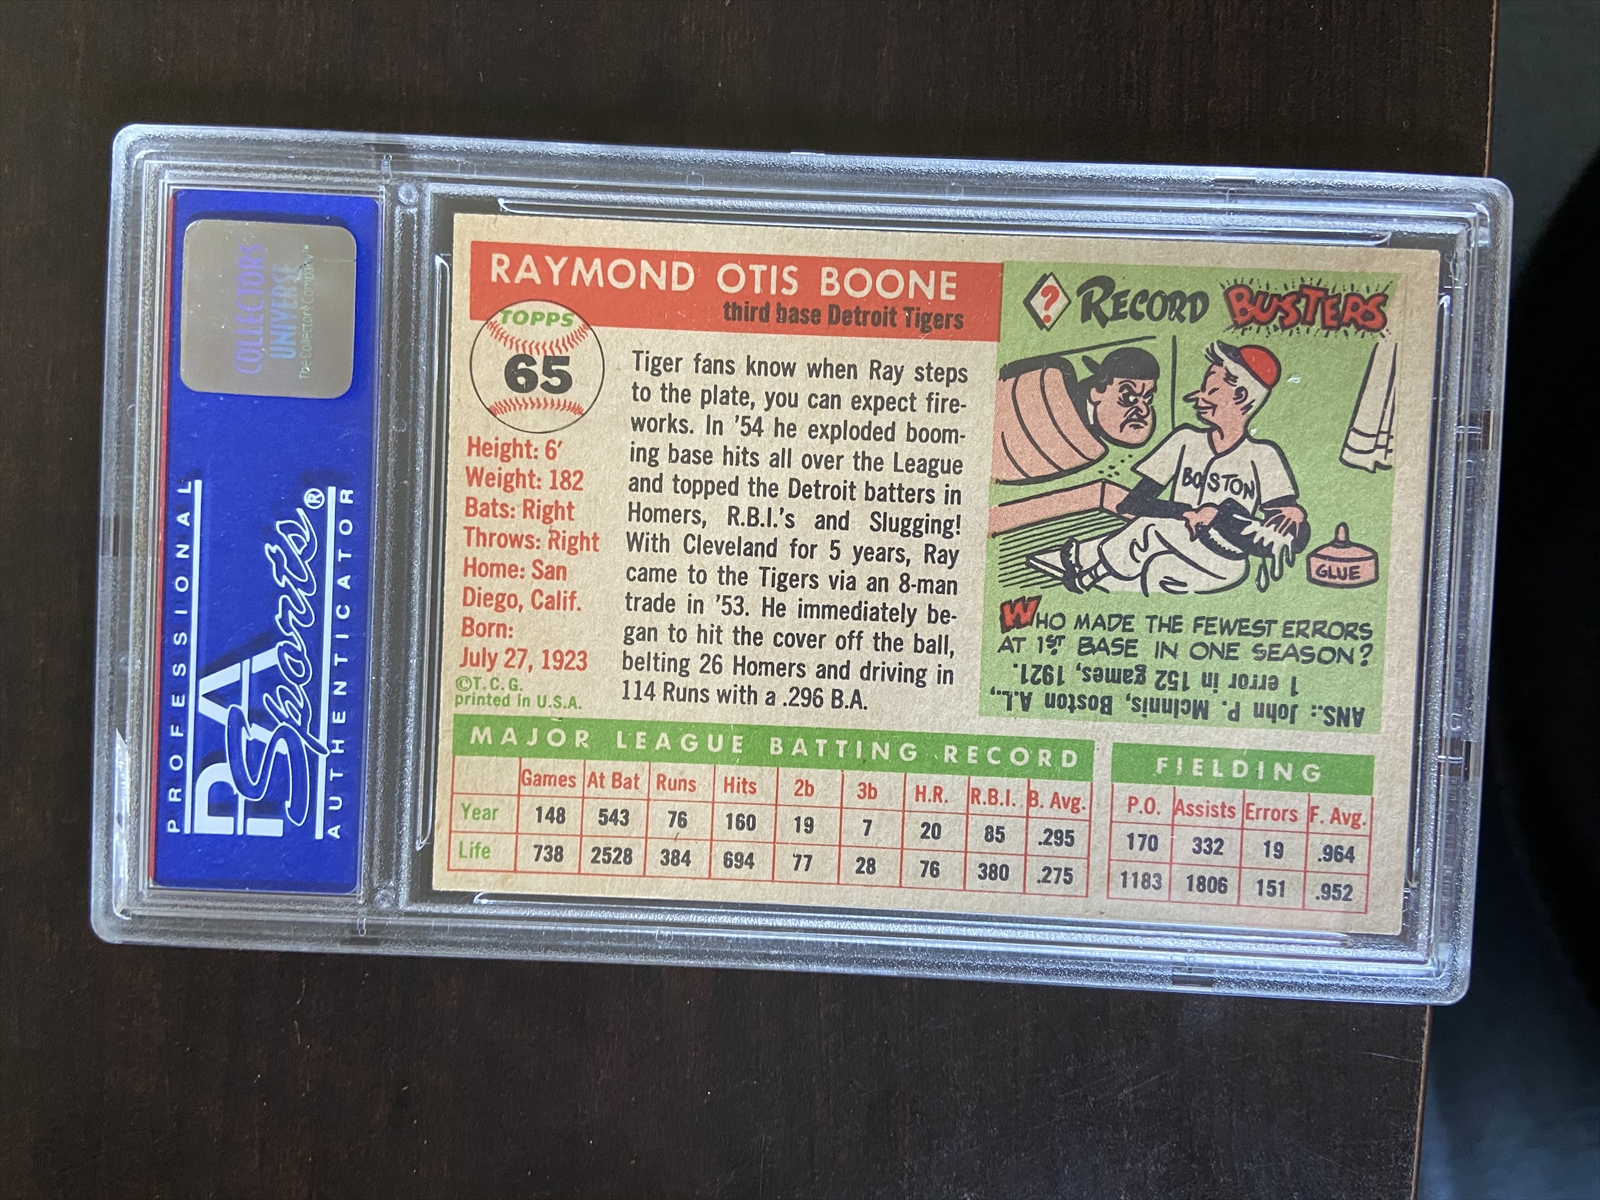 COLLECTORS
UNIVERSE
The Collector's Company™
PROFESSIONAL
PSA
Sports®
AUTHENTICATOR
RAYMOND OTIS BOONE
third base Detroit Tigers
TOPPS
65
Height: 6′
Weight: 182
Bats: Right
Throws: Right
Home: San
Diego, Calif.
Born:
July 27, 1923
©T. C. G.
printed in U.S.A.
Tiger fans know when Ray steps
to the plate, you can expect fire-
works. In '54 he exploded boom-
ing base hits all over the League
and topped the Detroit batters in
Homers, R.B.I.'s and Slugging!
With Cleveland for 5 years, Ray
came to the Tigers via an 8-man
trade in '53. He immediately be-
gan to hit the cover off the ball,
belting 26 Homers and driving in
114 Runs with a .296 B.A.
? RECORD BUSTERS
BOSTON
GLUE
WHO MADE THE FEWEST ERRORS
AT 1ST BASE IN ONE SEASON?
ANS.: John P. McInnis, Boston A.L.,
1 error in 152 games, 1921.
MAJOR LEAGUE BATTING RECORD
Games At Bat Runs Hits 2b 3b H.R. R.B.I. B. Avg.
Year 148 543 76 160 19 7 20 85 .295
Life 738 2528 384 694 77 28 76 380 .275
FIELDING
P.O. Assists Errors F. Avg.
170 332 19 .964
1183 1806 151 .952